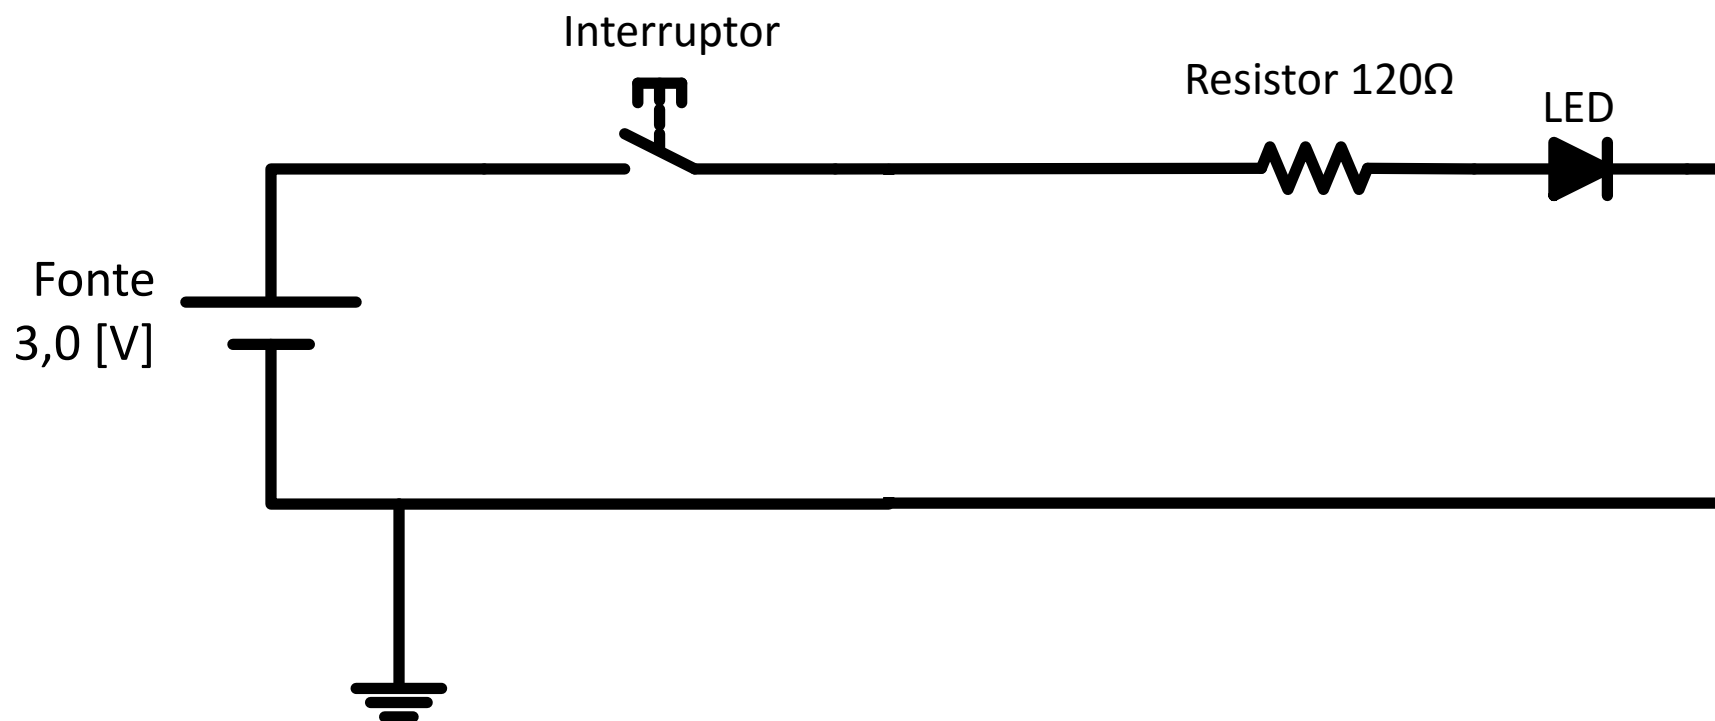 Interruptor
Resistor 120Ω
LED
Fonte
3,0 [V]